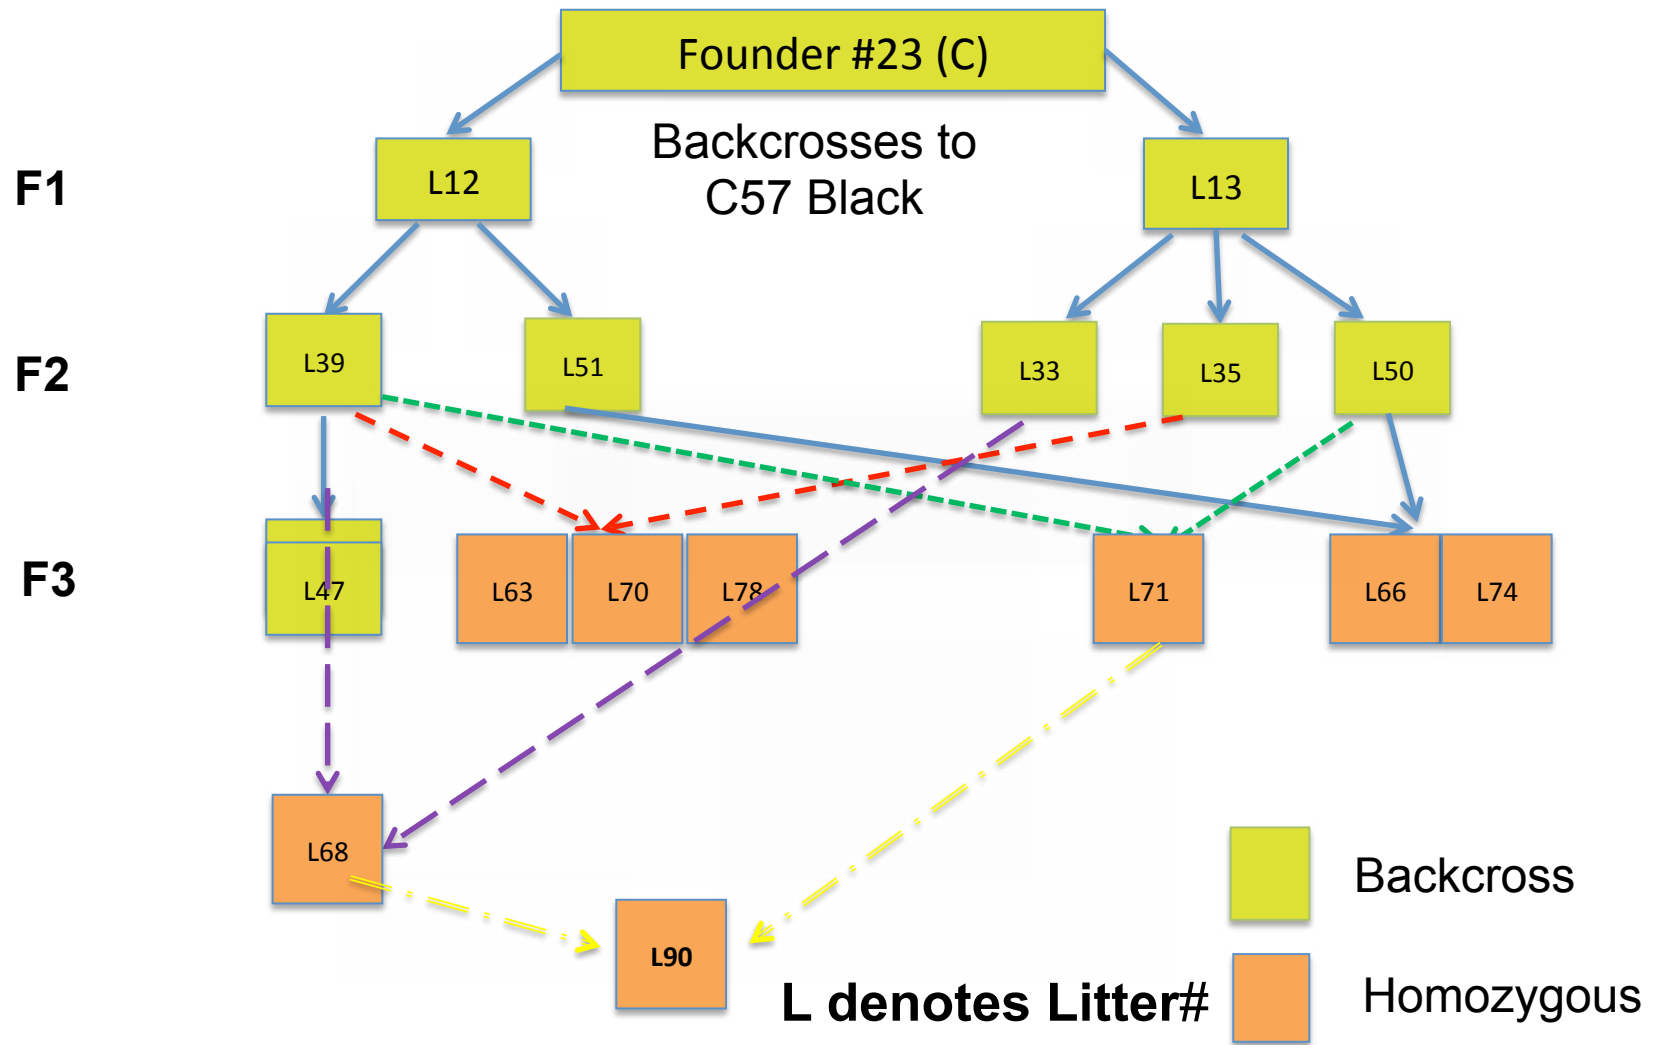 Founder #23 (C)
Backcrosses to
C57 Black
F1
L12
L13
F2
L39
L51
L33
L35
L50
F3
L47
L63
L70
L78
L71
L66
L74
L68
Backcross
L90
L denotes Litter#
Homozygous